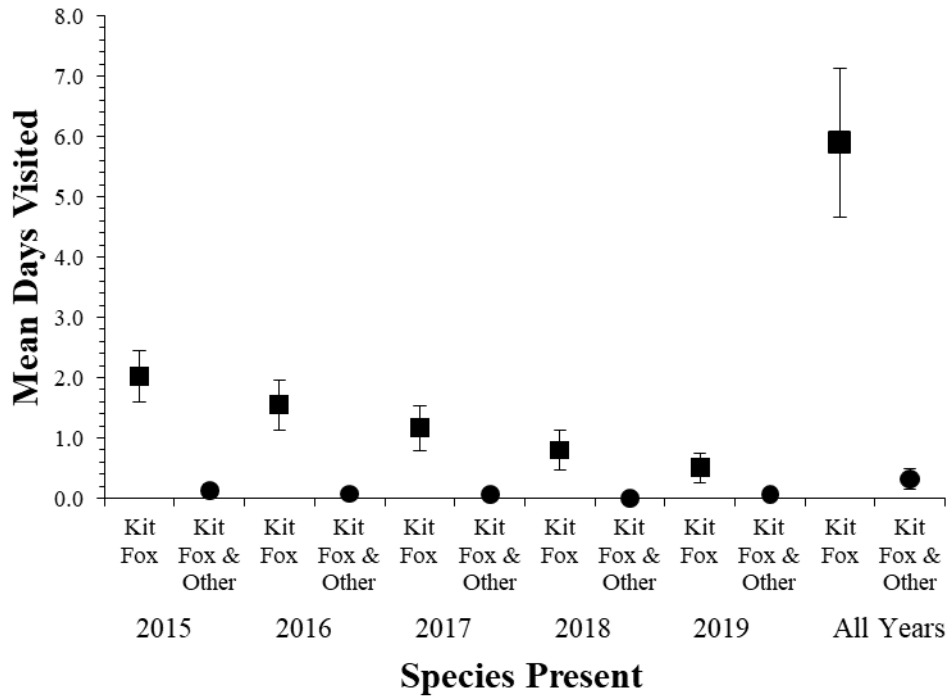 Mean Days Visited
8.0
7.0
6.0
5.0
4.0
3.0
2.0
1.0
0.0
Kit Kit Kit Kit Kit Kit Kit Kit Kit Kit Kit Kit
Fox Fox & Fox Fox & Fox Fox & Fox Fox & Fox Fox & Fox Fox &
Other Other Other Other Other Other
2015 2016 2017 2018 2019 All Years
Species Present